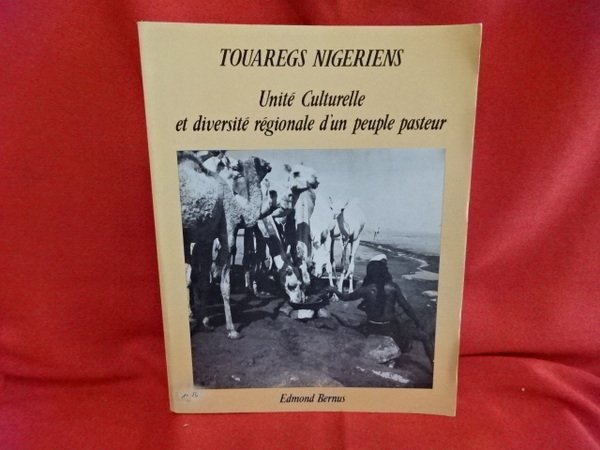 TOUAREGS NIGERIENS
Unité Culturelle
et diversité régionale d'un peuple pasteur
Edmond Bernus